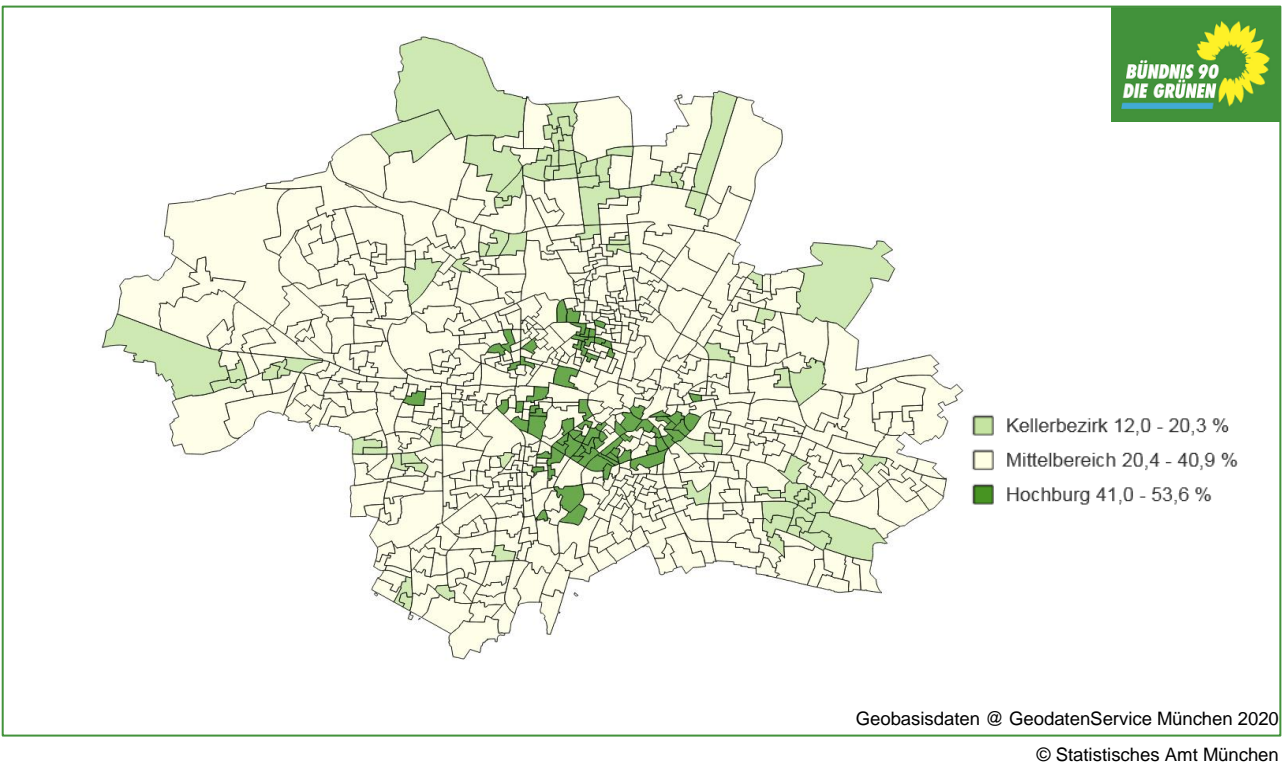 BÜNDNIS 90
DIE GRÜNEN
Kellerbezirk 12,0 - 20,3 %
Mittelbereich 20,4 - 40,9 %
Hochburg 41,0 - 53,6 %
Geobasisdaten @ GeodatenService München 2020
© Statistisches Amt München